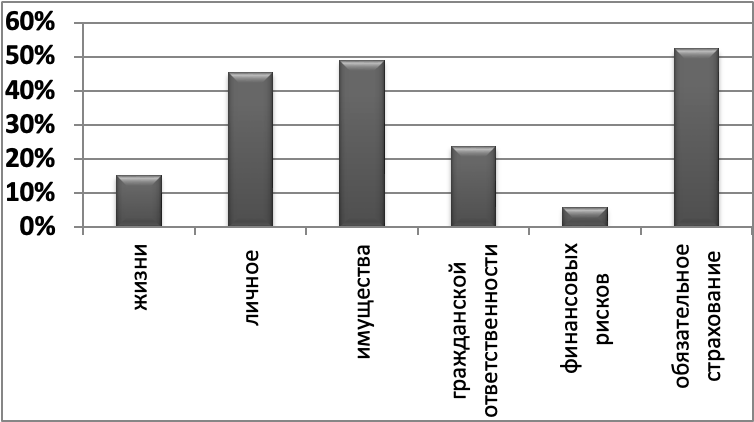 60%
50%
40%
30%
20%
10%
0%
жизни
личное
имущества
гражданской
ответственности
финансовых
рисков
обязательное
страхование